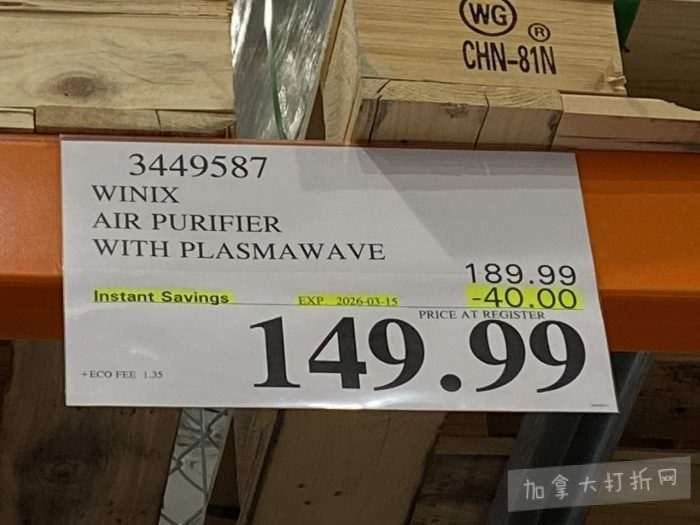 WG
®
CHN-81N
3449587
WINIX
AIR PURIFIER
WITH PLASMAWAVE
189.99
Instant Savings EXP 2026-03-15 -40.00
PRICE AT REGISTER
149.99
+ECO FEE 1.35
加拿大打折网